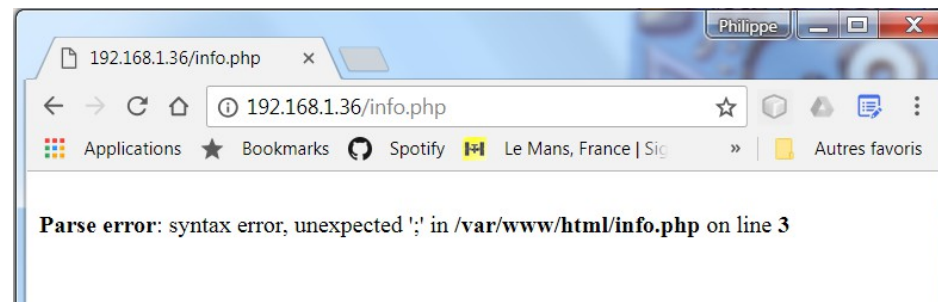 Philippe
192.168.1.36/info.php
192.168.1.36/info.php
Applications Bookmarks Spotify Le Mans, France | Sig » Autres favoris
Parse error: syntax error, unexpected ';' in /var/www/html/info.php on line 3